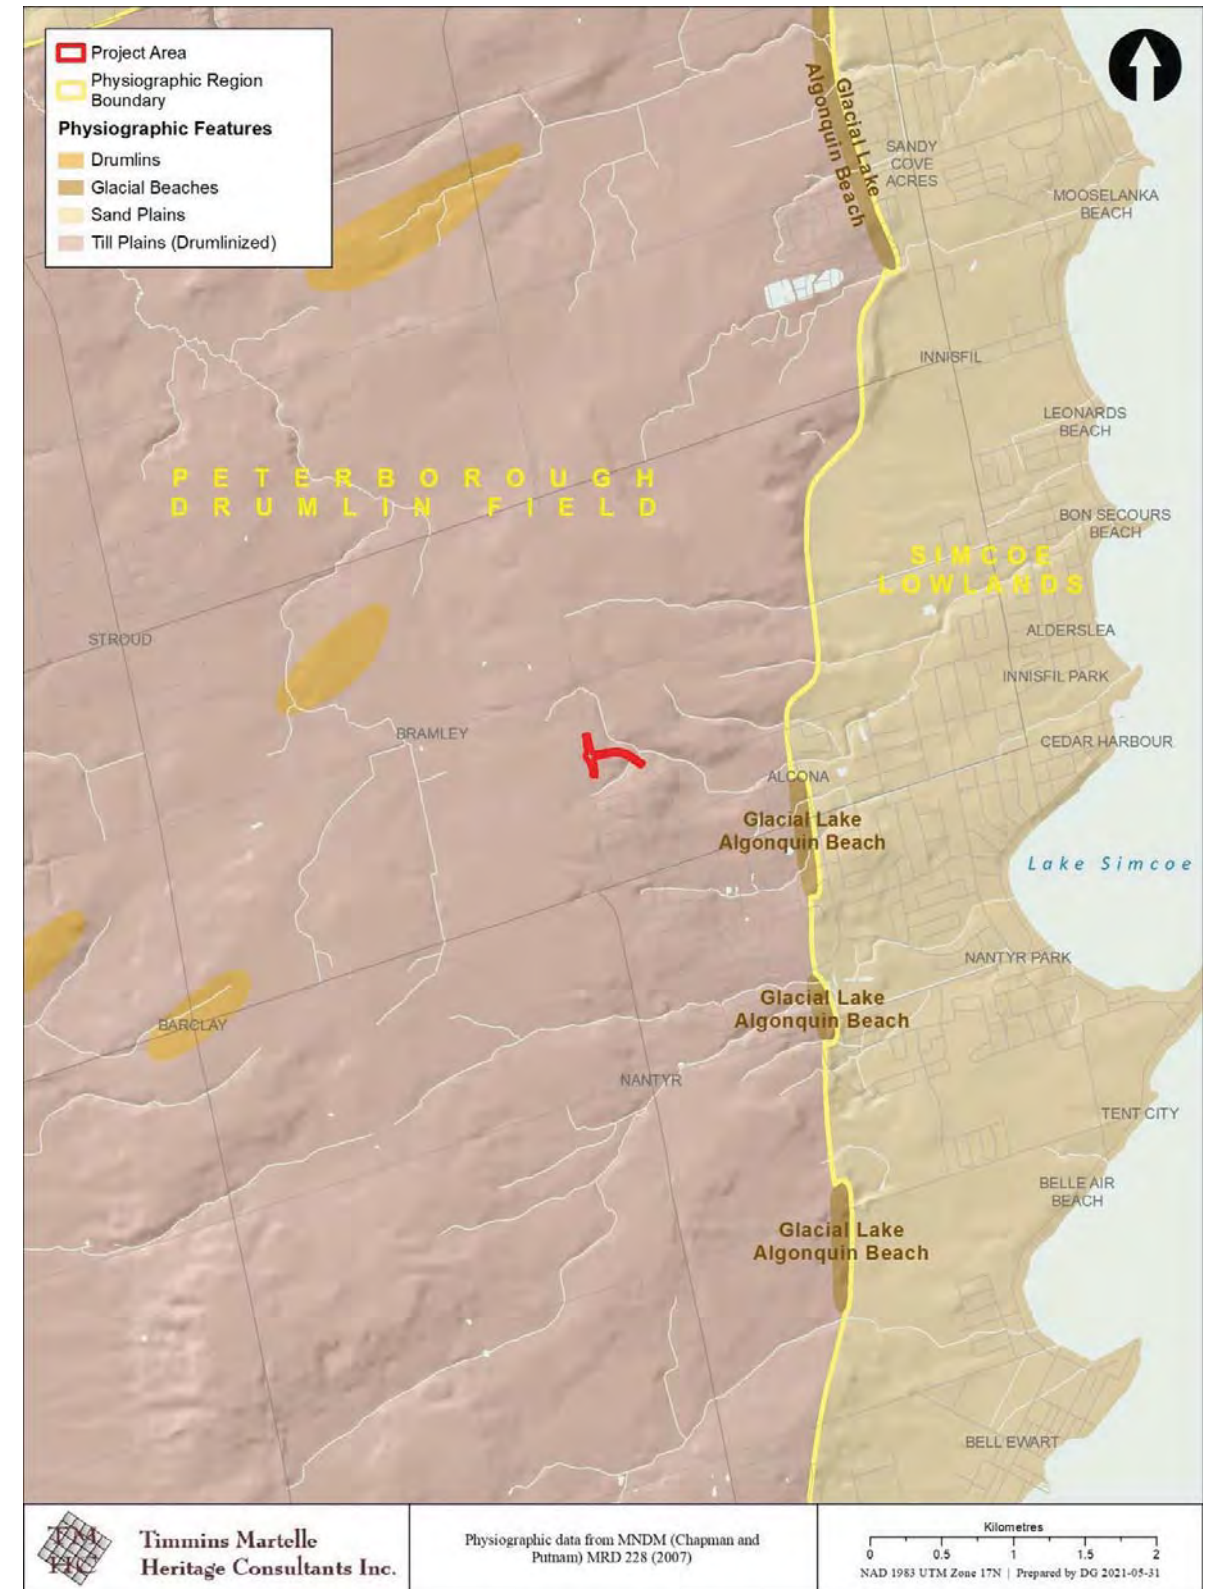 Project Area
Physiographic Region
Boundary
Physiographic Features
Drumlins
Glacial Beaches
Sand Plains
Till Plains (Drumlinized)
Glacial Lake
Algonquin Beach
SANDY
COVE
ACRES
MOOSELANKA
BEACH
INNISFIL
LEONARDS
BEACH
PETERBOROUGH
DRUMLIN FIELD
BON SECOURS
BEACH
SIMCOE
LOWLANDS
STROUD
ALDERSLEA
INNISFIL PARK
BRAMLEY
CEDAR HARBOUR
ALCONA
Glacial Lake
Algonquin Beach
Lake Simcoe
NANTYR PARK
Glacial Lake
Algonquin Beach
BARCLAY
NANTYR
TENT CITY
BELLE AIR
BEACH
Glacial Lake
Algonquin Beach
BELL EWART
TM
HC
Timmins Martelle
Heritage Consultants Inc.
Physiographic data from MNDM (Chapman and
Putnam) MRD 228 (2007)
Kilometres
0 0.5 1 1.5 2
NAD 1983 UTM Zone 17N | Prepared by DG 2021-05-31